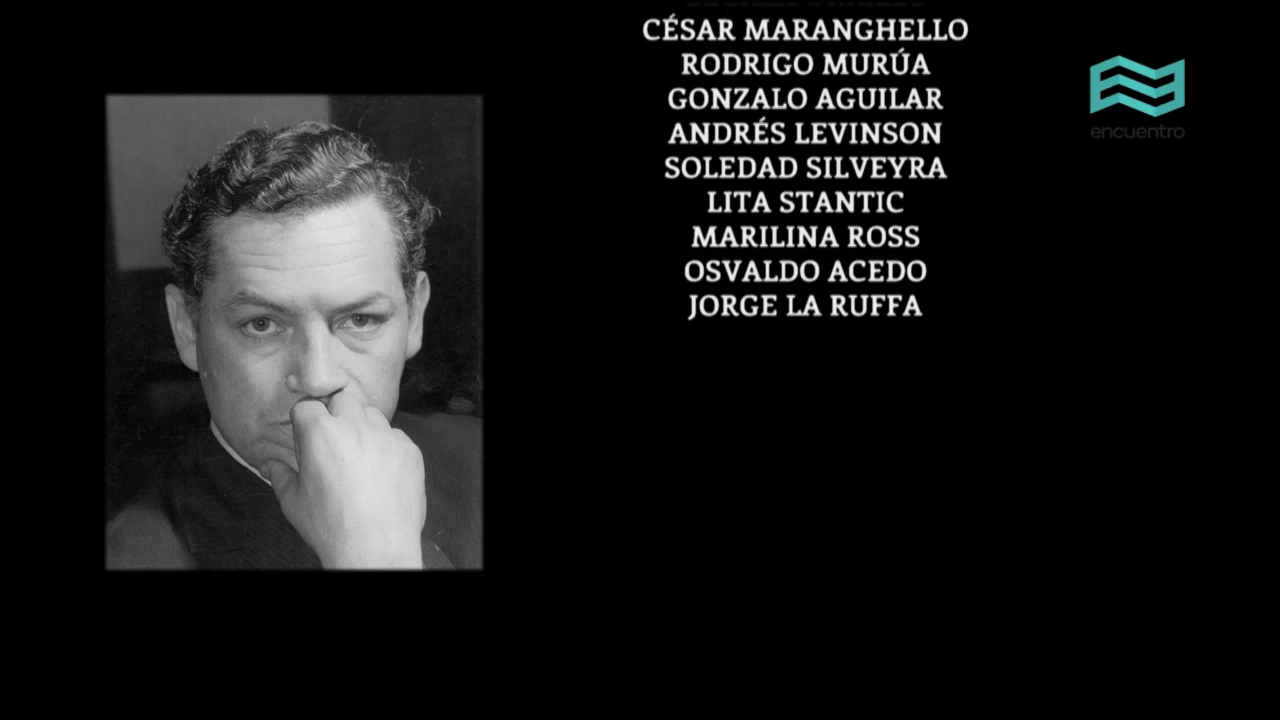 CÉSAR MARANGHELLO
RODRIGO MURÚA
GONZALO AGUILAR
ANDRÉS LEVINSON
SOLEDAD SILVEYRA
LITA STANTIC
MARILINA ROSS
OSVALDO ACEDO
JORGE LA RUFFA
encuentro